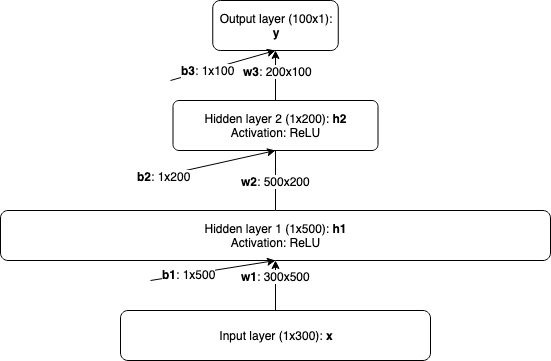 Output layer (100x1):
y
b3: 1x100
w3: 200x100
Hidden layer 2 (1x200): h2
Activation: ReLU
b2: 1x200
w2: 500x200
Hidden layer 1 (1x500): h1
Activation: ReLU
b1: 1x500
w1: 300x500
Input layer (1x300): x